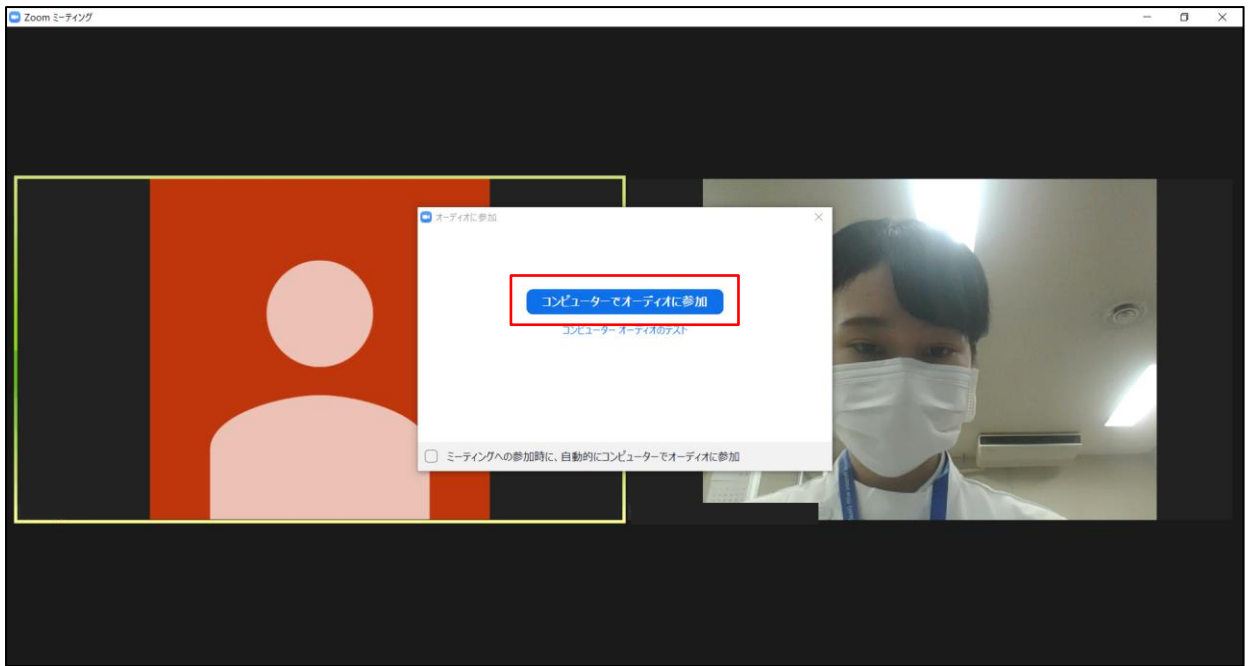 Zoom ミーティング
オーディオに参加
コンピューターでオーディオに参加
コンピューター オーディオのテスト
ミーティングへの参加時に、自動的にコンピューターでオーディオに参加